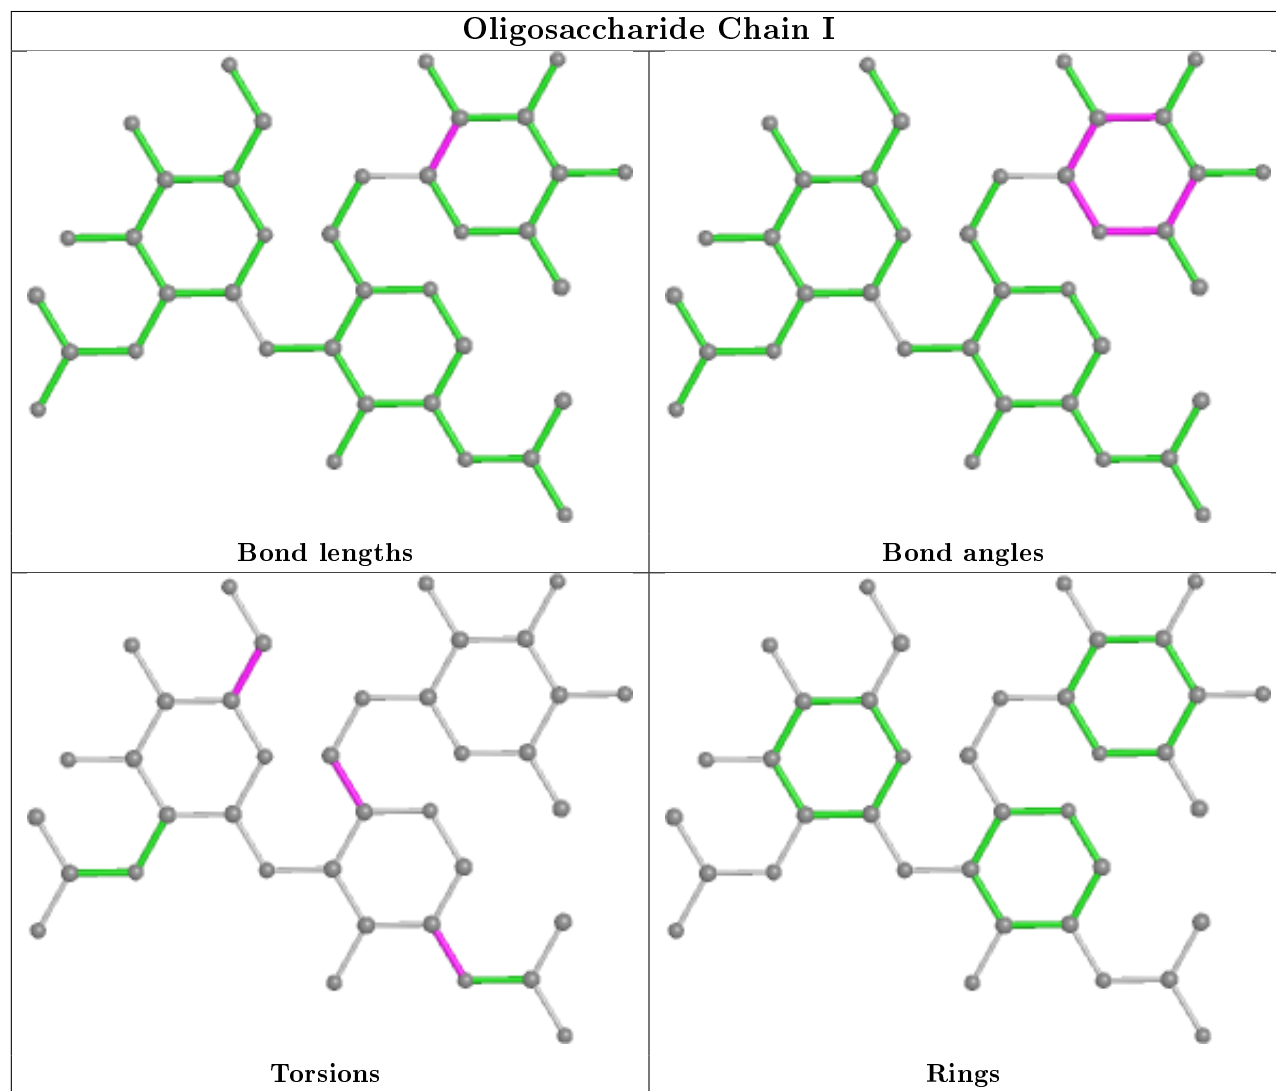 Oligosaccharide Chain I
Bond lengths
Bond angles
Torsions
Rings